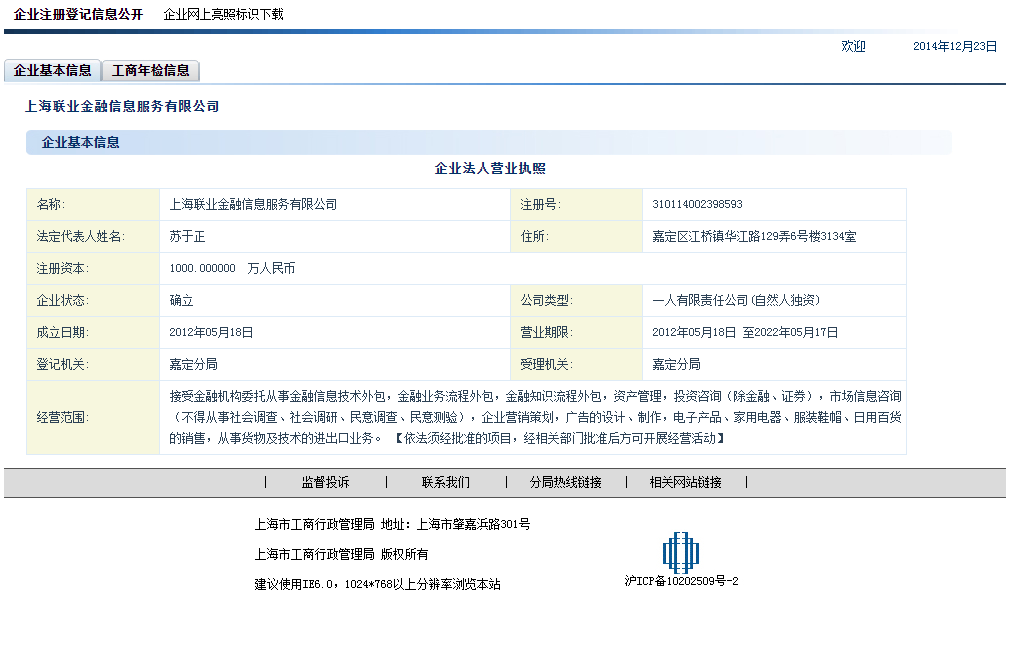 企业注册登记信息公开 企业网上亮照标识下载
欢迎 2014年12月23日
企业基本信息 工商年检信息
上海联业金融信息服务有限公司
企业基本信息
企业法人营业执照
名称: 上海联业金融信息服务有限公司 注册号: 310114002398593
法定代表人姓名: 苏于正 住所: 嘉定区江桥镇华江路129弄6号楼3134室
注册资本: 1000.000000 万人民币
企业状态: 确立 公司类型: 一人有限责任公司(自然人独资)
成立日期: 2012年05月18日 营业期限: 2012年05月18日 至2022年05月17日
登记机关: 嘉定分局 受理机关: 嘉定分局
经营范围: 接受金融机构委托从事金融信息技术外包，金融业务流程外包，金融知识流程外包，资产管理，投资咨询（除金融、证券），市场信息咨询
（不得从事社会调查、社会调研、民意调查、民意测验），企业营销策划，广告的设计、制作，电子产品、家用电器、服装鞋帽、日用百货
的销售，从事货物及技术的进出口业务。 【依法须经批准的项目，经相关部门批准后方可开展经营活动】
| 监督投诉 | 联系我们 | 分局热线链接 | 相关网站链接 |
上海市工商行政管理局 地址：上海市肇嘉浜路301号
上海市工商行政管理局 版权所有
建议使用IE6.0，1024*768以上分辨率浏览本站
沪ICP备10202509号-2